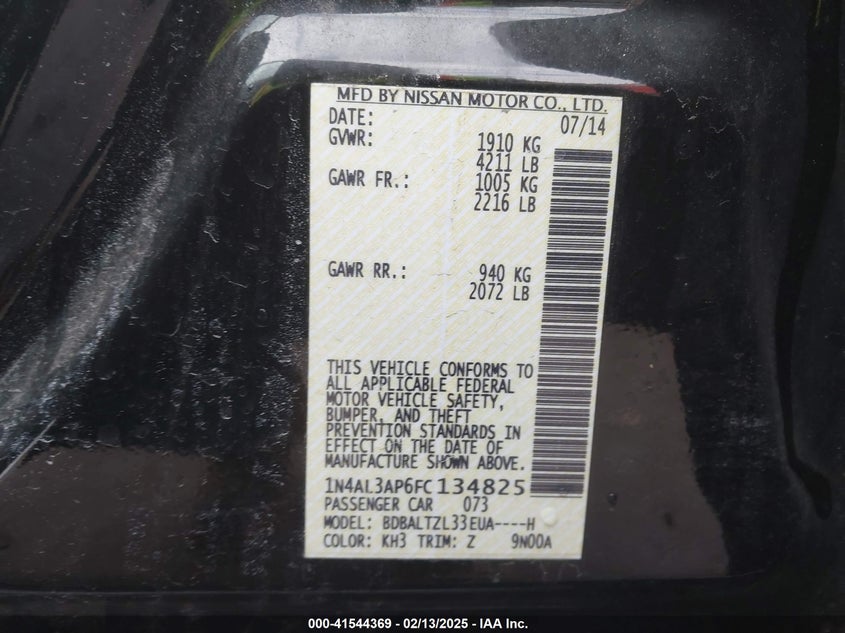 MFD BY NISSAN MOTOR CO., LTD.
DATE: 07/14
GVWR: 1910 KG
4211 LB
GAWR FR.: 1005 KG
2216 LB
GAWR RR.: 940 KG
2072 LB
THIS VEHICLE CONFORMS TO
ALL APPLICABLE FEDERAL
MOTOR VEHICLE SAFETY,
BUMPER, AND THEFT
PREVENTION STANDARDS IN
EFFECT ON THE DATE OF
MANUFACTURE SHOWN ABOVE.
1N4AL3AP6FC134825
PASSENGER CAR 073
MODEL: BDBALTZL33EUA----H
COLOR: KH3 TRIM: Z 9N00A
000-41544369 - 02/13/2025 - IAA Inc.